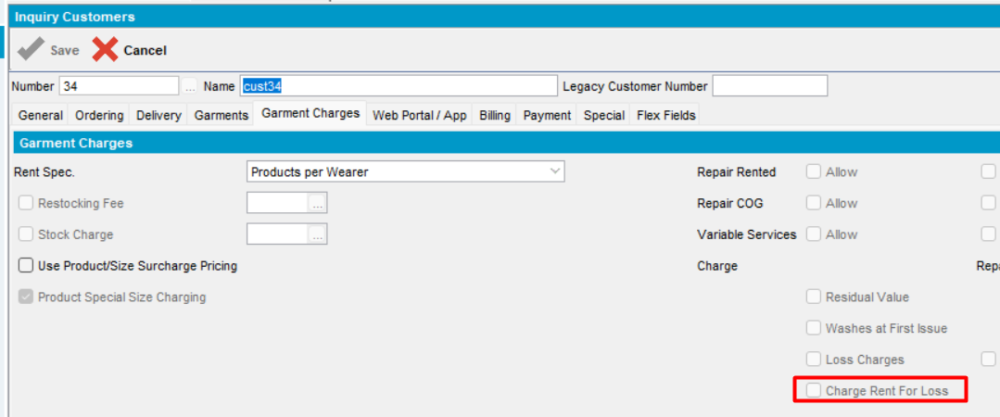 Inquiry Customers
Save Cancel
Number 34 ... Name cust34 Legacy Customer Number
General Ordering Delivery Garments Garment Charges Web Portal / App Billing Payment Special Flex Fields
Garment Charges
Rent Spec. Products per Wearer Repair Rented Allow
Restocking Fee ... Repair COG Allow
Stock Charge ... Variable Services Allow
Use Product/Size Surcharge Pricing Charge Repa
Product Special Size Charging Residual Value
Washes at First Issue
Loss Charges
Charge Rent For Loss